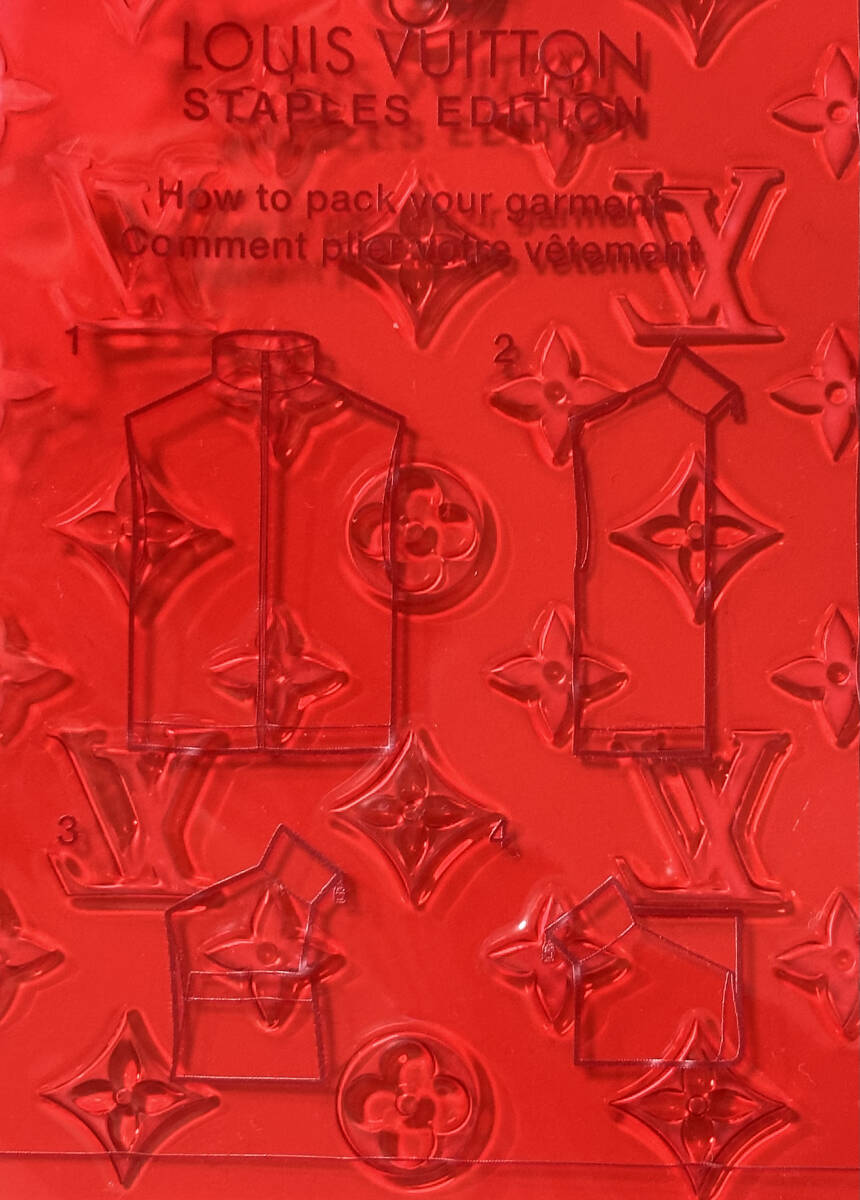 LOUIS VUITTON
STAPLES EDITION
How to pack your garment
Comment plier votre vêtement
1
2
3
4